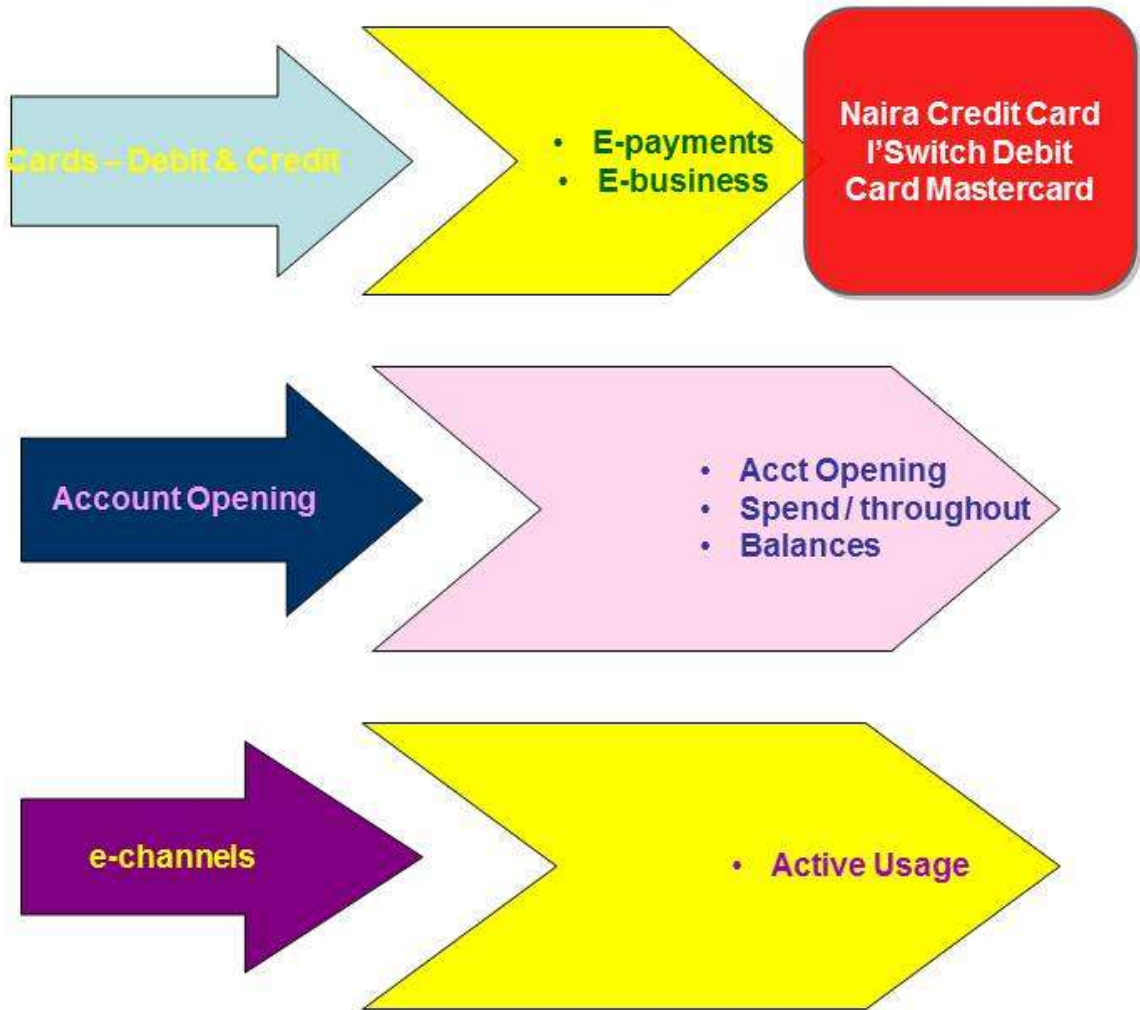 Cards – Debit & Credit
• E-payments
• E-business
Naira Credit Card
I'Switch Debit
Card Mastercard
Account Opening
• Acct Opening
• Spend / throughout
• Balances
e-channels
• Active Usage